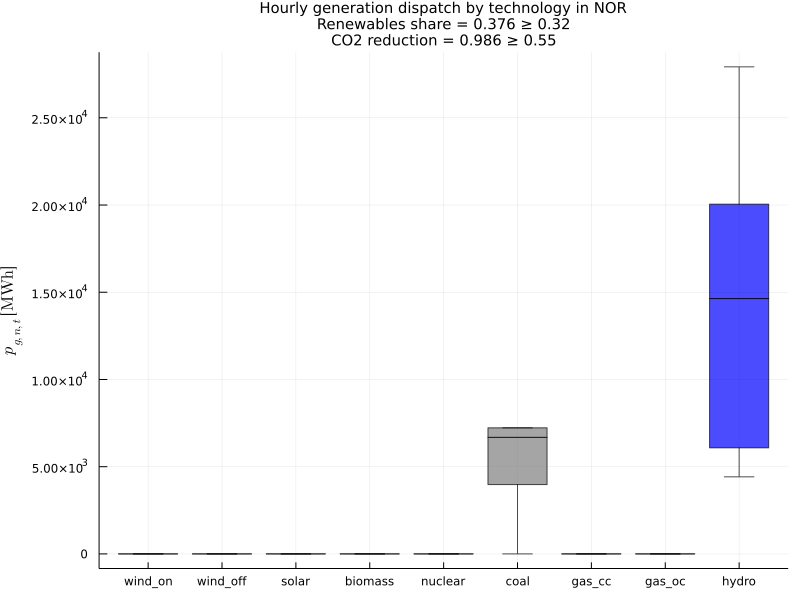 Hourly generation dispatch by technology in NOR
Renewables share = 0.376 ≥ 0.32
CO2 reduction = 0.986 ≥ 0.55
p_{g,n,t} [MWh]
2.50×10⁴
2.00×10⁴
1.50×10⁴
1.00×10⁴
5.00×10³
0
wind_on wind_off solar biomass nuclear coal gas_cc gas_oc hydro